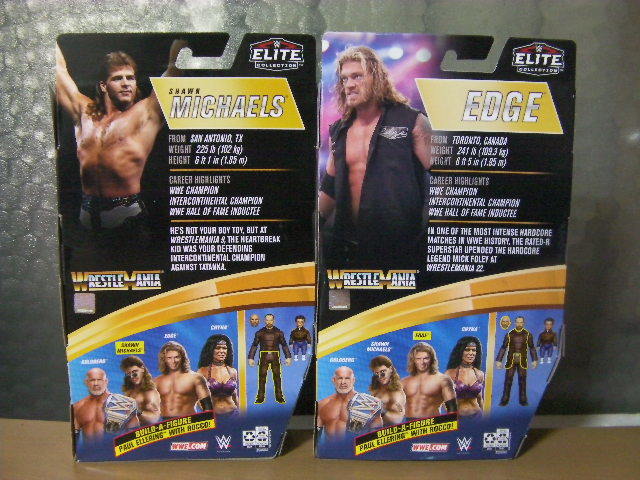 ELITE
COLLECTION
SHAWN
MICHAELS
FROM SAN ANTONIO, TX
WEIGHT 225 lb (102 kg)
HEIGHT 6 ft 1 in (1.85 m)
CAREER HIGHLIGHTS
WWE CHAMPION
INTERCONTINENTAL CHAMPION
WWE HALL OF FAME INDUCTEE
HE'S NOT YOUR BOY TOY, BUT AT
WRESTLEMANIA 9, THE HEARTBREAK
KID WAS YOUR DEFENDING
INTERCONTINENTAL CHAMPION
AGAINST TATANKA.
WRESTLEMANIA
GOLDBERG
SHAWN
MICHAELS
EDGE
CHYNA
BUILD-A-FIGURE
PAUL ELLERING WITH ROCCO!
WWE.COM
ELITE
COLLECTION
EDGE
FROM TORONTO, CANADA
WEIGHT 241 lb (109.3 kg)
HEIGHT 6 ft 5 in (1.95 m)
CAREER HIGHLIGHTS
WWE CHAMPION
INTERCONTINENTAL CHAMPION
WWE HALL OF FAME INDUCTEE
IN ONE OF THE MOST INTENSE HARDCORE
MATCHES IN WWE HISTORY, THE RATED-R
SUPERSTAR UPENDED THE HARDCORE
LEGEND MICK FOLEY AT
WRESTLEMANIA 22.
WRESTLEMANIA
GOLDBERG
SHAWN
MICHAELS
EDGE
CHYNA
BUILD-A-FIGURE
PAUL ELLERING WITH ROCCO!
WWE.COM